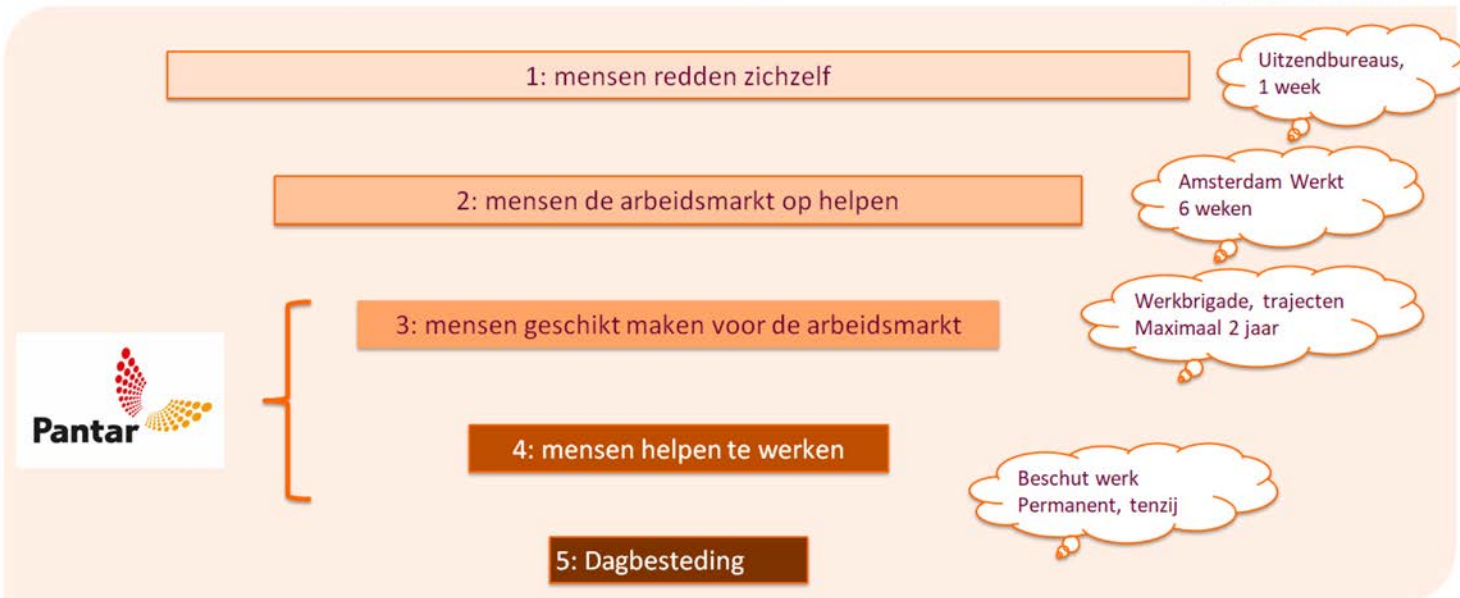 1: mensen redden zichzelf
Uitzendbureaus,
1 week
2: mensen de arbeidsmarkt op helpen
Amsterdam Werkt
6 weken
3: mensen geschikt maken voor de arbeidsmarkt
Werkbrigade, trajecten
Maximaal 2 jaar
Pantar
4: mensen helpen te werken
Beschut werk
Permanent, tenzij
5: Dagbesteding